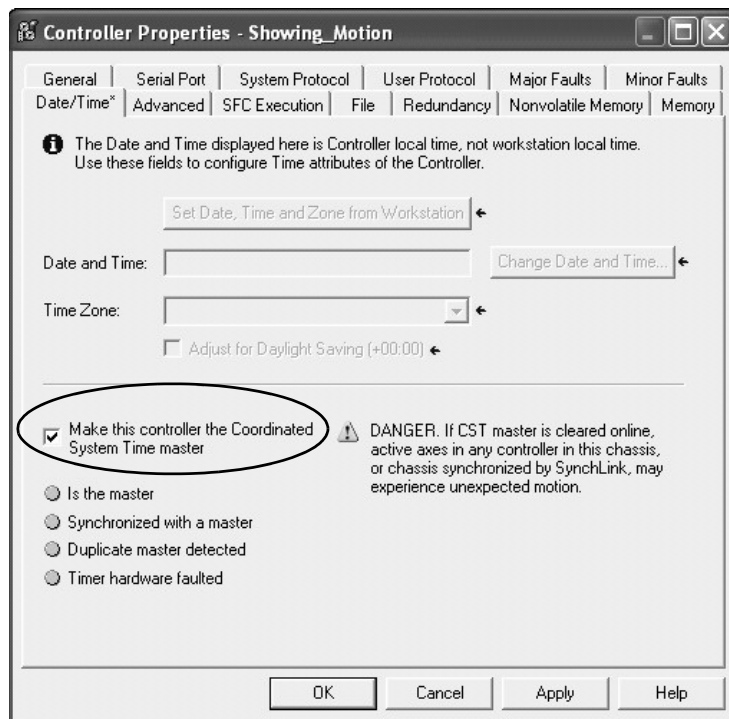 Controller Properties - Showing_Motion
General Serial Port System Protocol User Protocol Major Faults Minor Faults
Date/Time* Advanced SFC Execution File Redundancy Nonvolatile Memory Memory
The Date and Time displayed here is Controller local time, not workstation local time.
Use these fields to configure Time attributes of the Controller.
Set Date, Time and Zone from Workstation
Date and Time: Change Date and Time...
Time Zone:
Adjust for Daylight Saving (+00:00)
Make this controller the Coordinated
System Time master
DANGER. If CST master is cleared online,
active axes in any controller in this chassis,
or chassis synchronized by SynchLink, may
experience unexpected motion.
Is the master
Synchronized with a master
Duplicate master detected
Timer hardware faulted
OK Cancel Apply Help